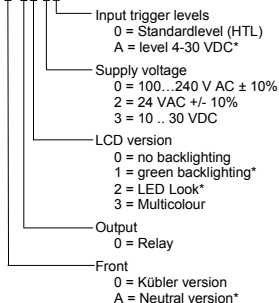 Input trigger levels
0 = Standardlevel (HTL)
A = level 4-30 VDC*
Supply voltage
0 = 100…240 V AC ± 10%
2 = 24 VAC +/- 10%
3 = 10 .. 30 VDC
LCD version
0 = no backlighting
1 = green backlighting*
2 = LED Look*
3 = Multicolour
Output
0 = Relay
Front
0 = Kübler version
A = Neutral version*